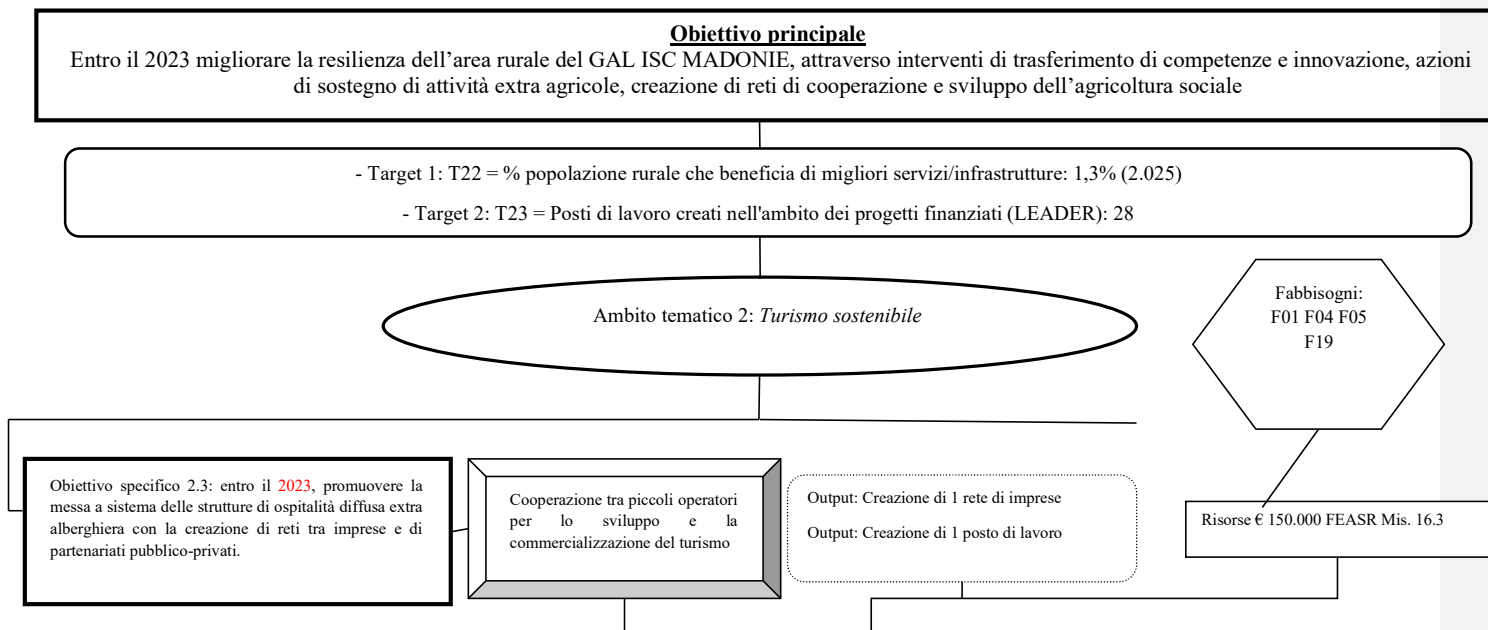 Obiettivo principale
Entro il 2023 migliorare la resilienza dell’area rurale del GAL ISC MADONIE, attraverso interventi di trasferimento di competenze e innovazione, azioni
di sostegno di attività extra agricole, creazione di reti di cooperazione e sviluppo dell’agricoltura sociale
- Target 1: T22 = % popolazione rurale che beneficia di migliori servizi/infrastrutture: 1,3% (2.025)
- Target 2: T23 = Posti di lavoro creati nell'ambito dei progetti finanziati (LEADER): 28
Ambito tematico 2: Turismo sostenibile
Fabbisogni:
F01 F04 F05
F19
Obiettivo specifico 2.3: entro il 2023, promuovere la
messa a sistema delle strutture di ospitalità diffusa extra
alberghiera con la creazione di reti tra imprese e di
partenariati pubblico-privati.
Cooperazione tra piccoli operatori
per lo sviluppo e la
commercializzazione del turismo
Output: Creazione di 1 rete di imprese
Output: Creazione di 1 posto di lavoro
Risorse € 150.000 FEASR Mis. 16.3